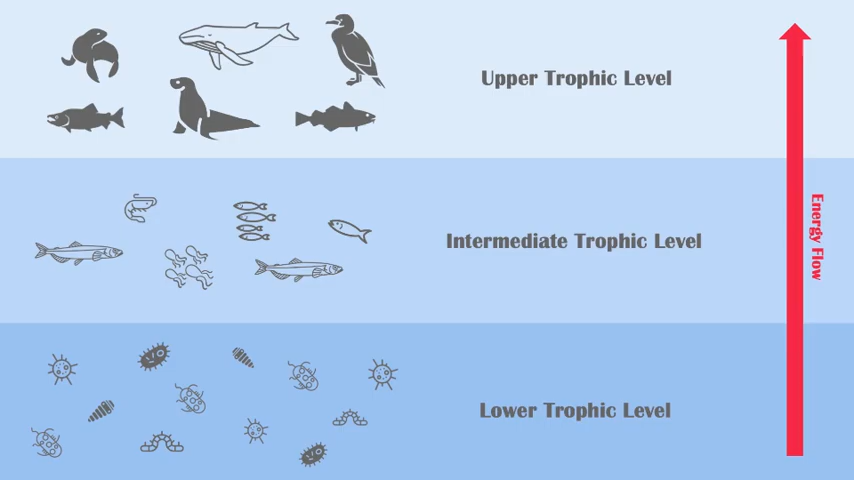 Upper Trophic Level
Intermediate Trophic Level
Energy Flow
Lower Trophic Level